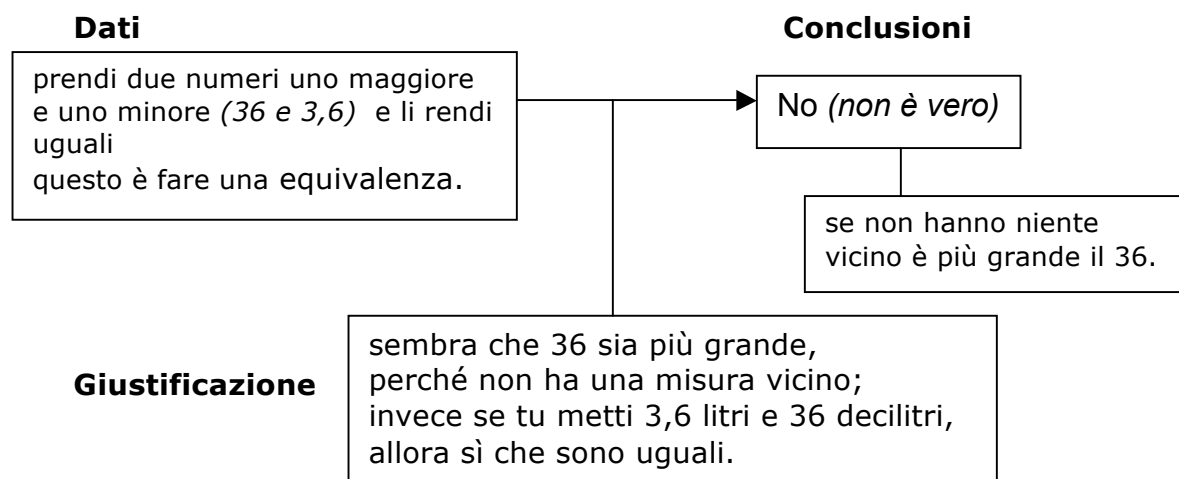 Dati
Conclusioni
prendi due numeri uno maggiore
e uno minore (36 e 3,6) e li rendi
uguali
questo è fare una equivalenza.
No (non è vero)
se non hanno niente
vicino è più grande il 36.
Giustificazione
sembra che 36 sia più grande,
perché non ha una misura vicino;
invece se tu metti 3,6 litri e 36 decilitri,
allora sì che sono uguali.